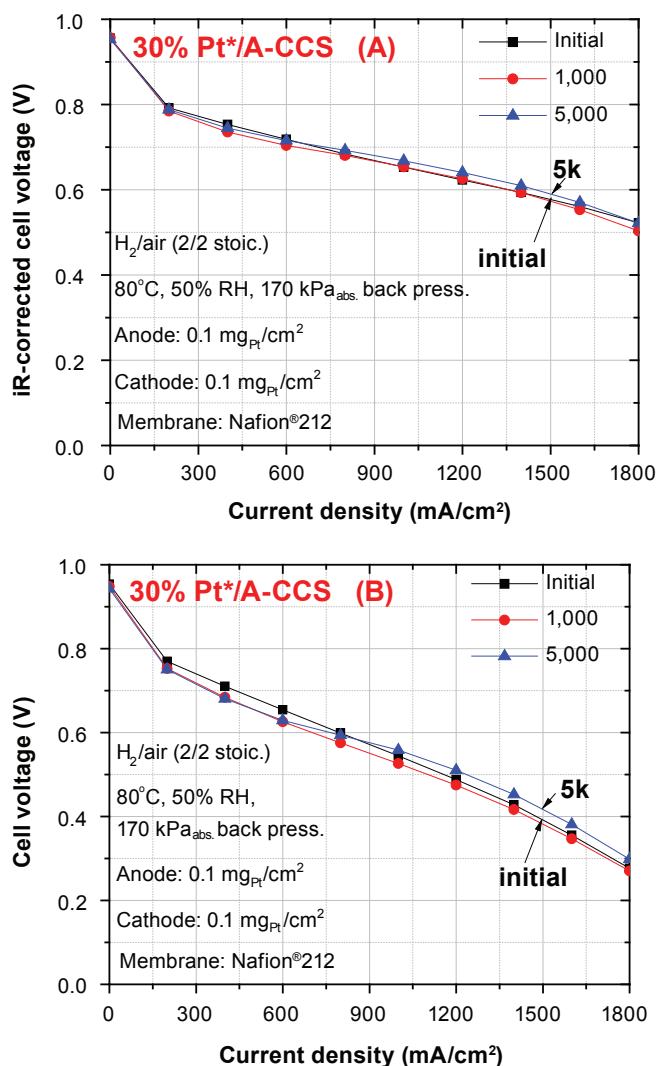 30% Pt*/A-CCS (A)
Initial
1,000
5,000
5k
initial
H₂/air (2/2 stoic.)
80°C, 50% RH, 170 kPaabs. back press.
Anode: 0.1 mgPt/cm²
Cathode: 0.1 mgPt/cm²
Membrane: Nafion®212
iR-corrected cell voltage (V)
1.0
0.8
0.6
0.4
0.2
0.0
0 300 600 900 1200 1500 1800
Current density (mA/cm²)
30% Pt*/A-CCS (B)
Initial
1,000
5,000
5k
initial
H₂/air (2/2 stoic.)
80°C, 50% RH,
170 kPaabs. back press.
Anode: 0.1 mgPt/cm²
Cathode: 0.1 mgPt/cm²
Membrane: Nafion®212
Cell voltage (V)
1.0
0.8
0.6
0.4
0.2
0.0
0 300 600 900 1200 1500 1800
Current density (mA/cm²)